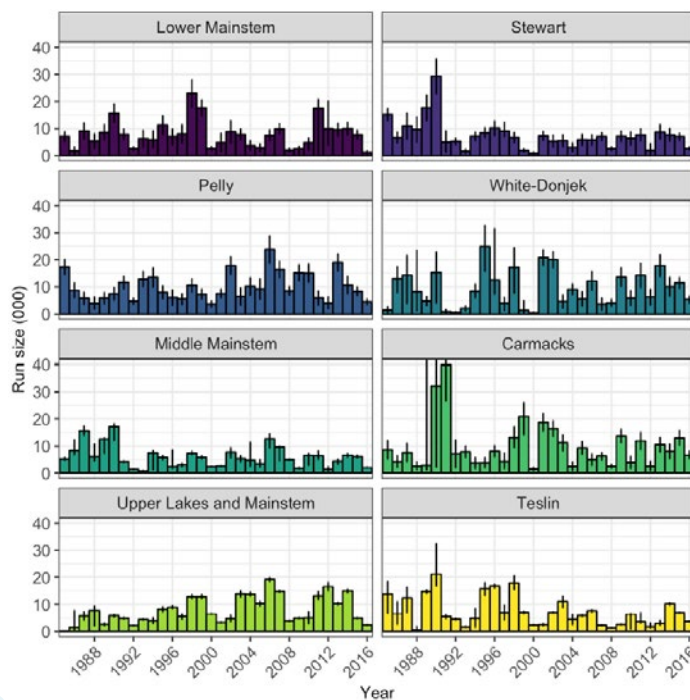 Lower Mainstem
Stewart
40
30
20
10
0
Pelly
White-Donjek
40
30
20
10
0
Run size (000)
Middle Mainstem
Carmacks
40
30
20
10
0
Upper Lakes and Mainstem
Teslin
40
30
20
10
0
1988 1992 1996 2000 2004 2008 2012 2016
1988 1992 1996 2000 2004 2008 2012 2016
Year